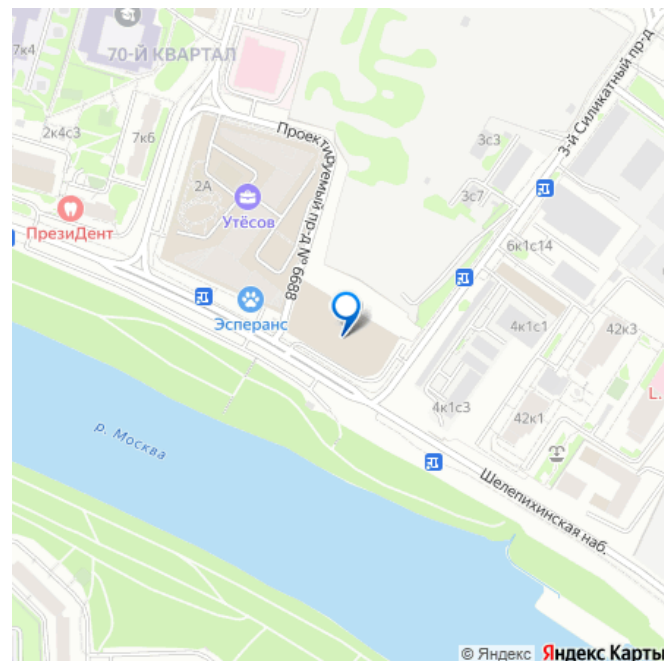 7к4
70-Й КВАРТАЛ
2к4с3
7к6
Проектируемый пр-д № 6688
3-й Силикатный пр-д
3с3
3с7
2А
Утёсов
ПрезиДент
6к1с14
Эсперанс
4к1с1
42к3
L.
4к1с3
42к1
р. Москва
Шелепихинская наб.
© Яндекс Яндекс Карты